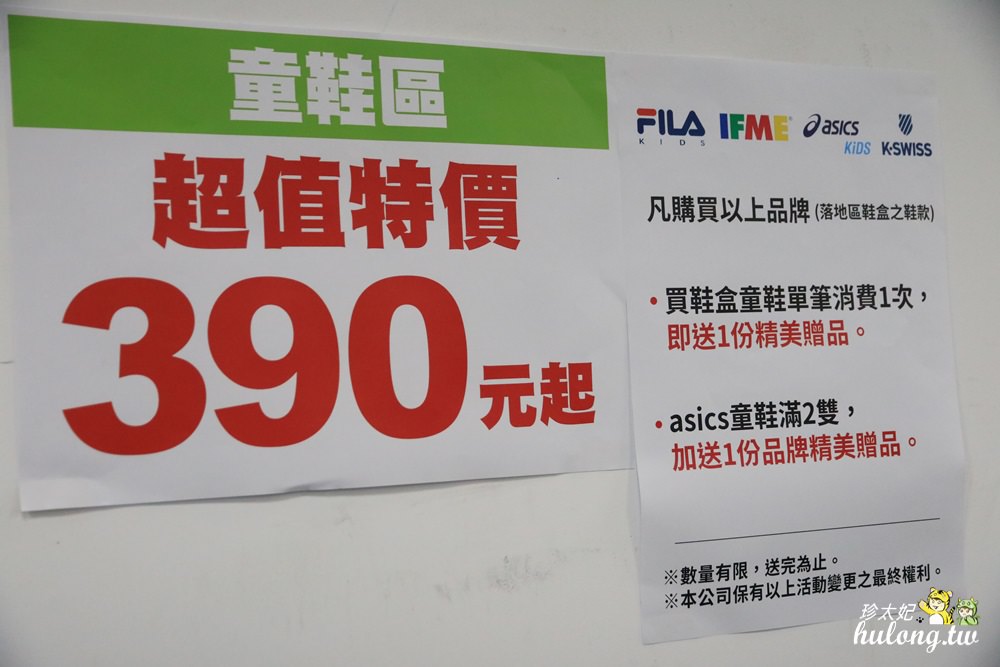 童鞋區
超值特價
390元起
FILA KIDS IFME® asics KiDS K·SWISS
凡購買以上品牌 (落地區鞋盒之鞋款)
• 買鞋盒童鞋單筆消費1次，
即送1份精美贈品。
• asics童鞋滿2雙，
加送1份品牌精美贈品。
※數量有限，送完為止。
※本公司保有以上活動變更之最終權利。
珍太妃
hulong.tw